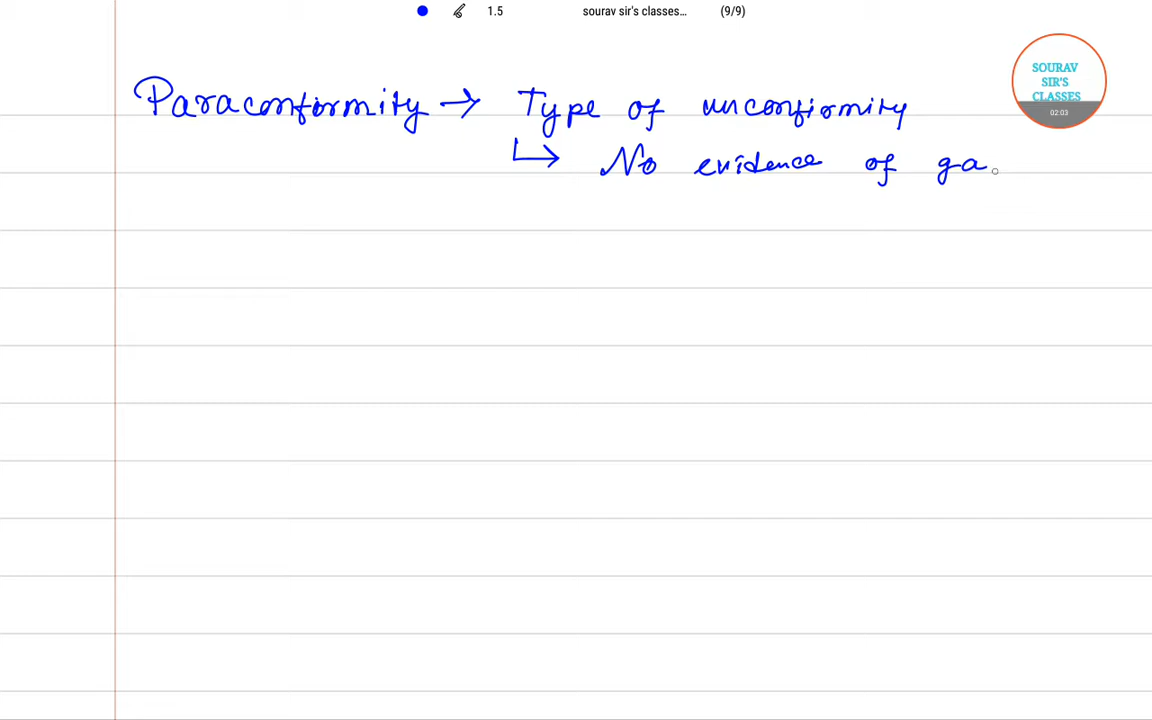 1.5 sourav sir's classes... (9/9)
SOURAV
SIR'S
CLASSES
02:03
Paraconformity → Type of unconfirmity
↳ No evidence of ga